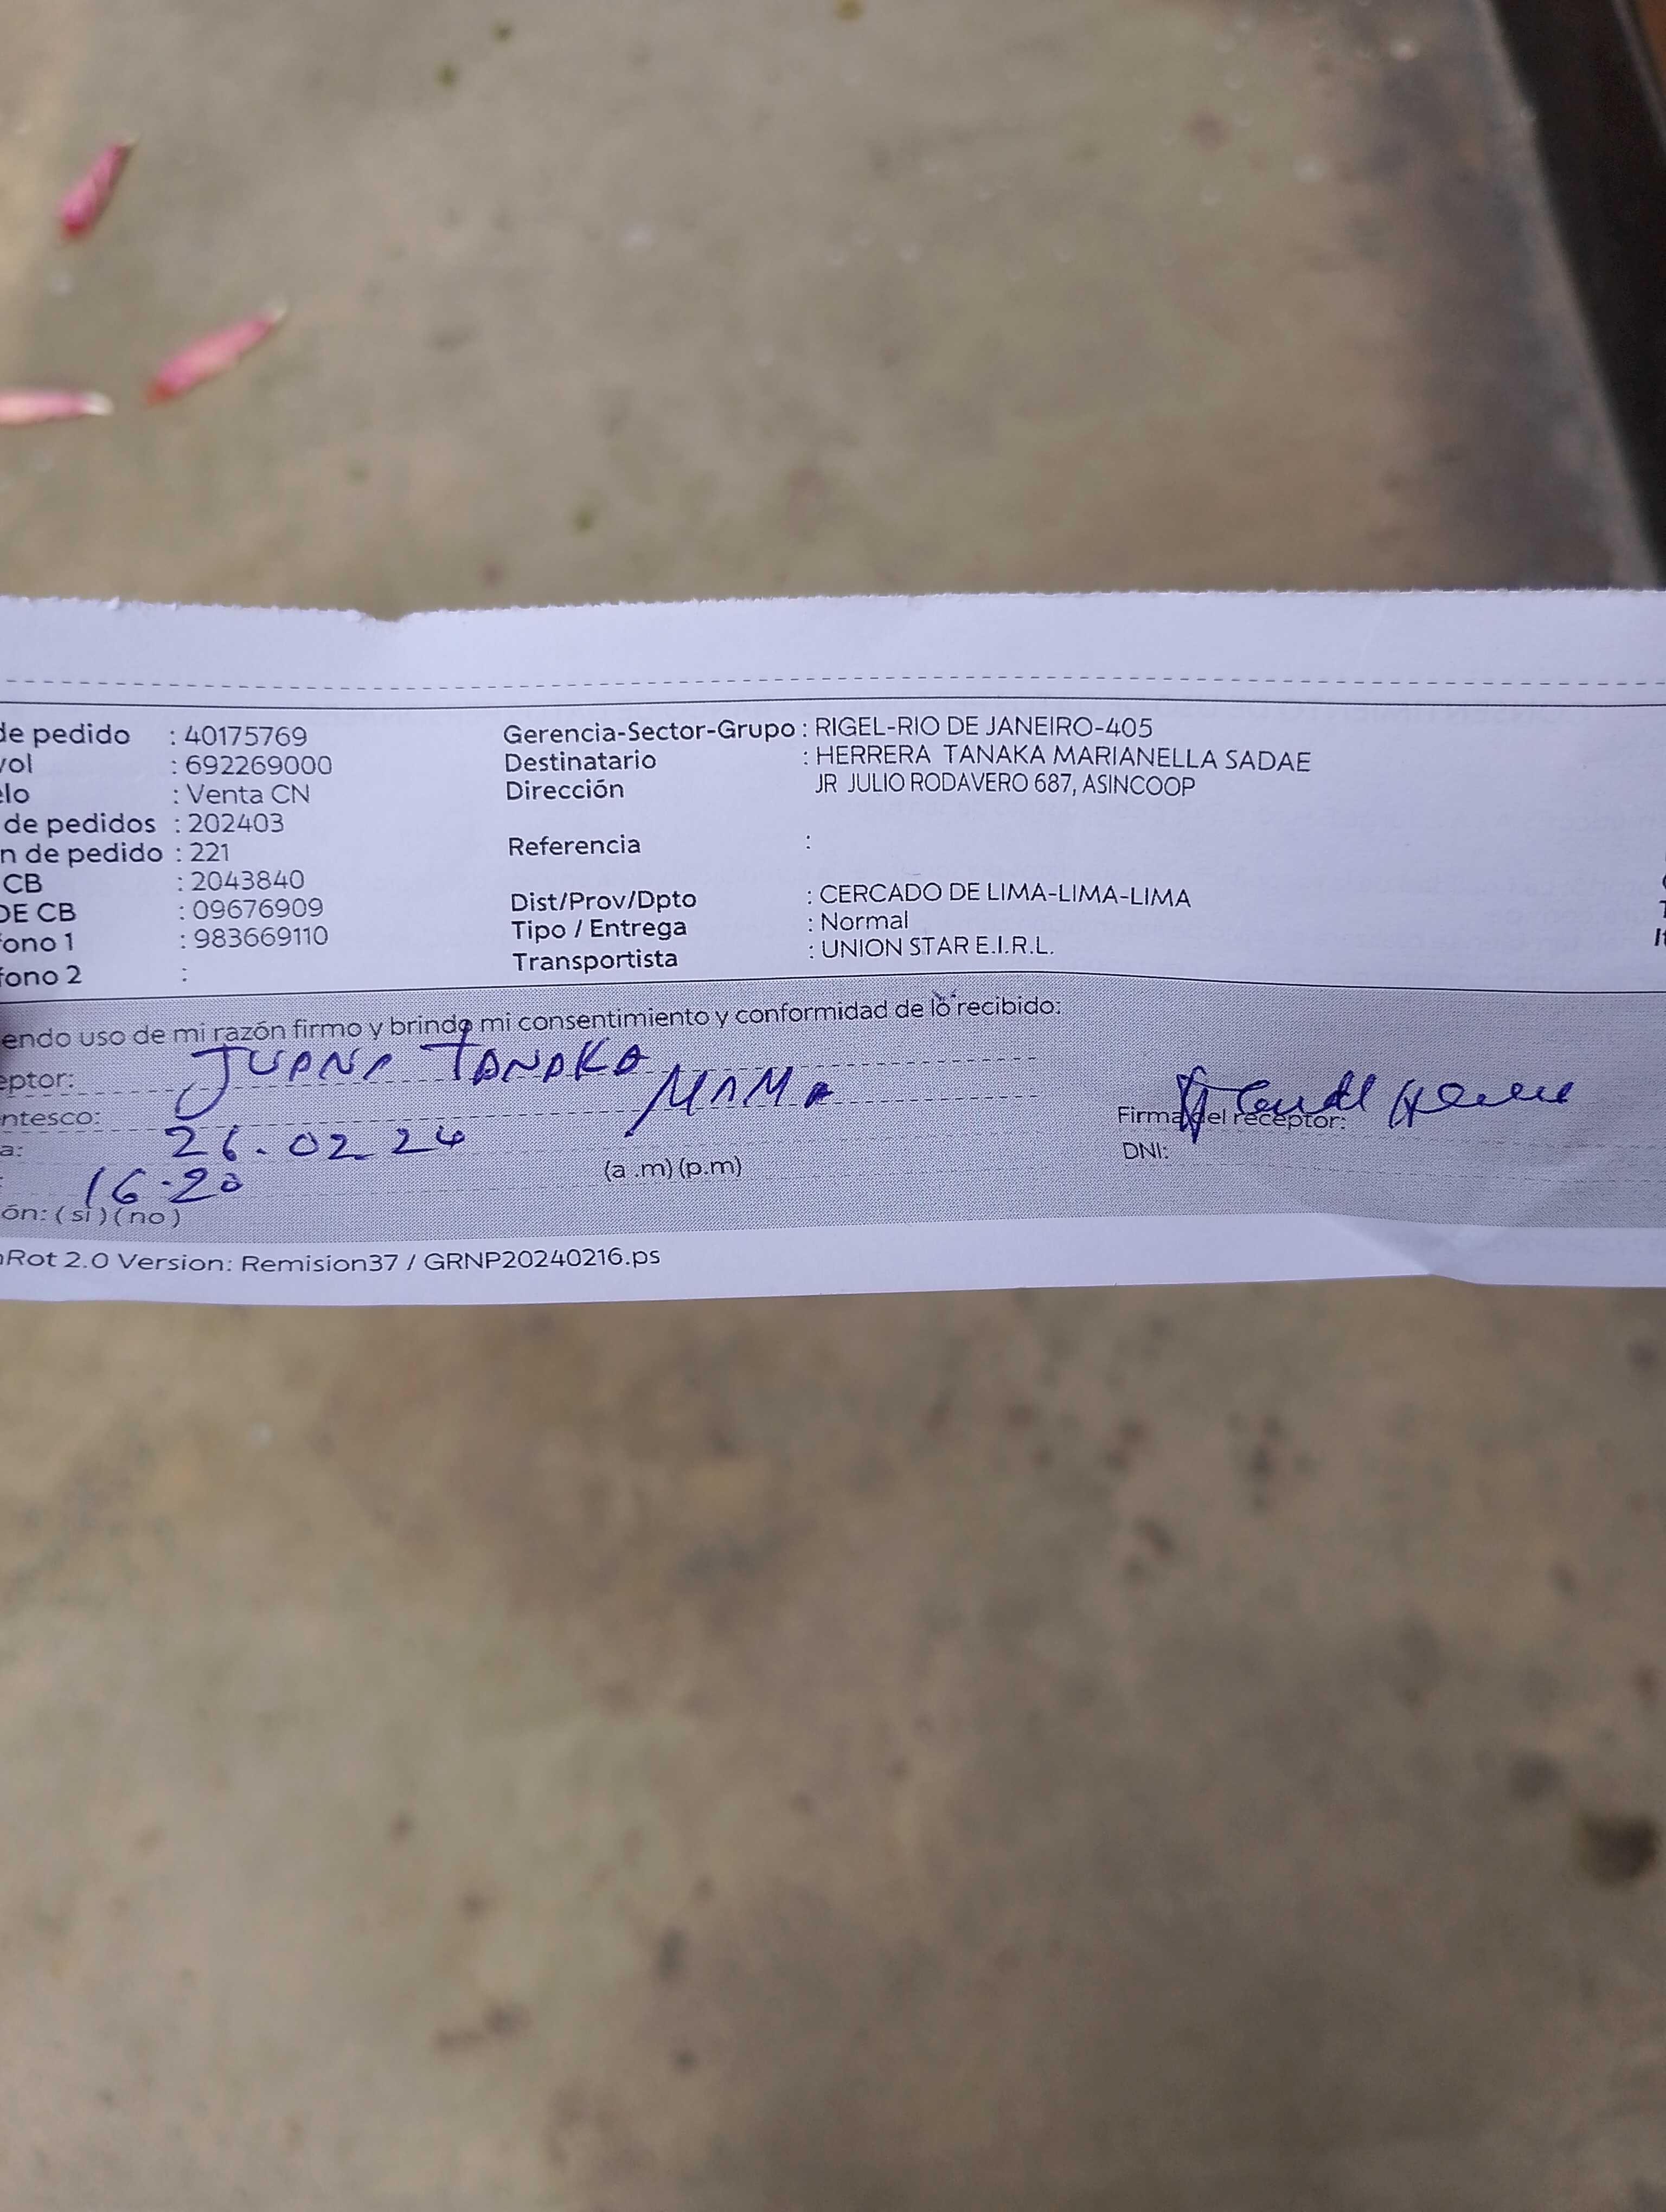 de pedido : 40175769
vol : 692269000
elo : Venta CN
de pedidos : 202403
n de pedido : 221
CB : 2043840
DE CB : 09676909
fono 1 : 983669110
fono 2 :
Gerencia-Sector-Grupo : RIGEL-RIO DE JANEIRO-405
Destinatario : HERRERA TANAKA MARIANELLA SADAE
Dirección JR JULIO RODAVERO 687, ASINCOOP
Referencia :
Dist/Prov/Dpto : CERCADO DE LIMA-LIMA-LIMA
Tipo / Entrega : Normal
Transportista : UNION STAR E.I.R.L.
endo uso de mi razón firmo y brindo mi consentimiento y conformidad de lo recibido:
eptor: JUANA TANAKA
ntesco: MAMA
a: 26.02.24
: 16.20 (a .m) (p.m)
ón: ( si ) ( no )
Firma del receptor:
DNI:
Rot 2.0 Version: Remision37 / GRNP20240216.ps